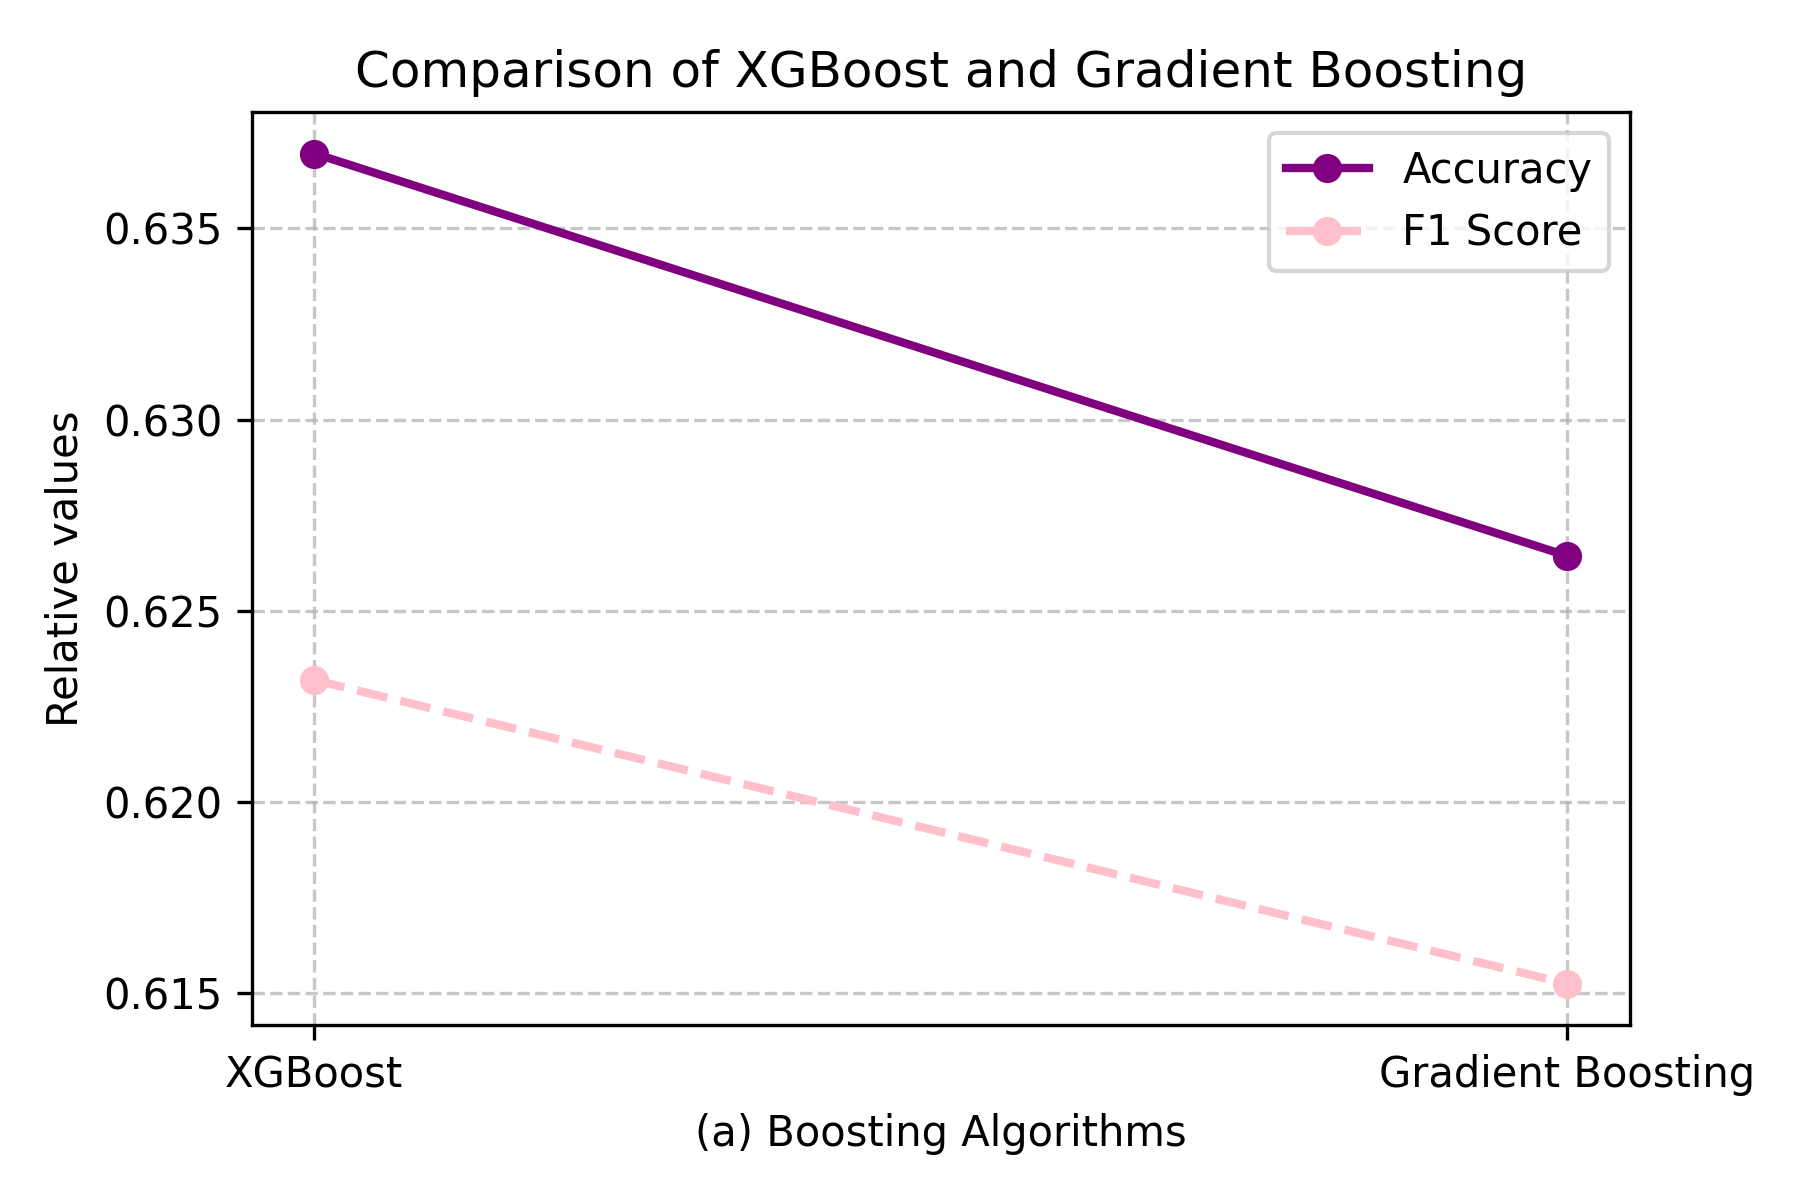 Comparison of XGBoost and Gradient Boosting
Accuracy
F1 Score
Relative values
0.635
0.630
0.625
0.620
0.615
XGBoost
Gradient Boosting
(a) Boosting Algorithms